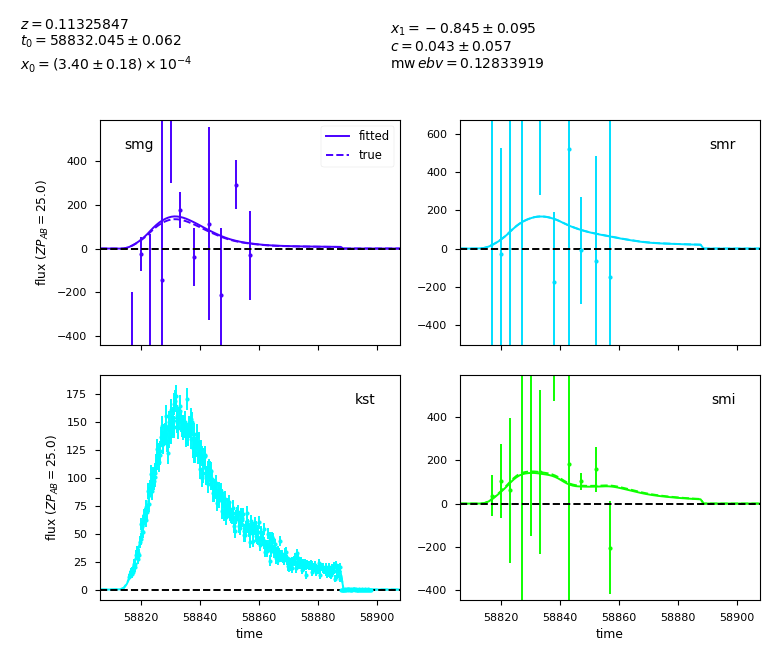 z = 0.11325847
t₀ = 58832.045 ± 0.062
x₀ = (3.40 ± 0.18) × 10⁻⁴
x₁ = −0.845 ± 0.095
c = 0.043 ± 0.057
mw ebv = 0.12833919
smg
fitted
true
flux (ZP_AB = 25.0)
400
200
0
−200
−400
smr
600
400
200
0
−200
−400
kst
flux (ZP_AB = 25.0)
175
150
125
100
75
50
25
0
58820 58840 58860 58880 58900
time
smi
400
200
0
−200
−400
58820 58840 58860 58880 58900
time